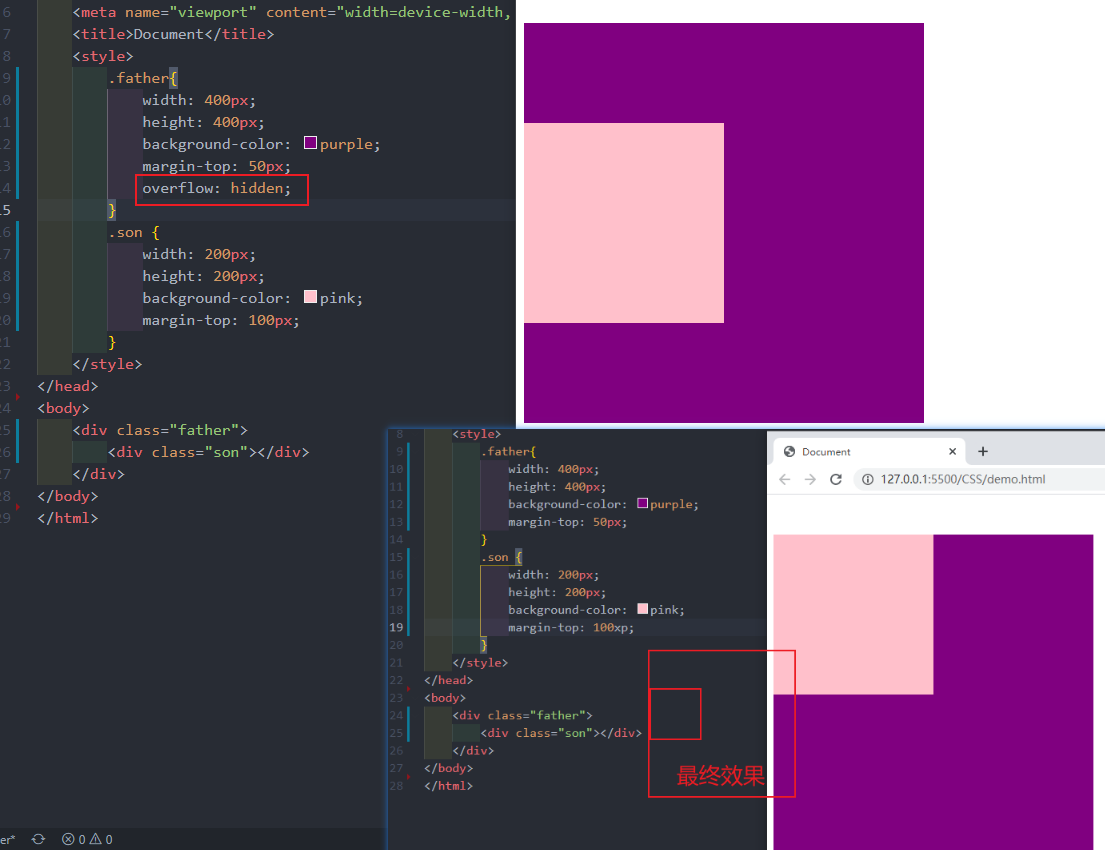 6 <meta name="viewport" content="width=device-width,
7 <title>Document</title>
8 <style>
9 .father{
10 width: 400px;
11 height: 400px;
12 background-color: purple;
13 margin-top: 50px;
14 overflow: hidden;
15 }
16 .son {
17 width: 200px;
18 height: 200px;
19 background-color: pink;
20 margin-top: 100px;
21 }
22 </style>
23 </head>
24 <body>
25 <div class="father">
26 <div class="son"></div>
27 </div>
28 </body>
29 </html>
er* 0 0
8 <style>
9 .father{
10 width: 400px;
11 height: 400px;
12 background-color: purple;
13 margin-top: 50px;
14 }
15 .son {
16 width: 200px;
17 height: 200px;
18 background-color: pink;
19 margin-top: 100xp;
20 }
21 </style>
22 </head>
23 <body>
24 <div class="father">
25 <div class="son"></div>
26 </div>
27 </body>
28 </html>
最终效果
Document
127.0.0.1:5500/CSS/demo.html